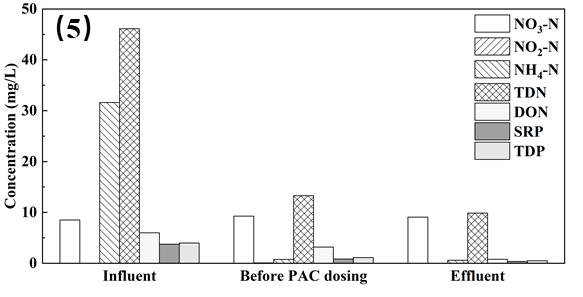 (5)
NO3-N
NO2-N
NH4-N
TDN
DON
SRP
TDP
Concentration (mg/L)
50
40
30
20
10
0
Influent
Before PAC dosing
Effluent